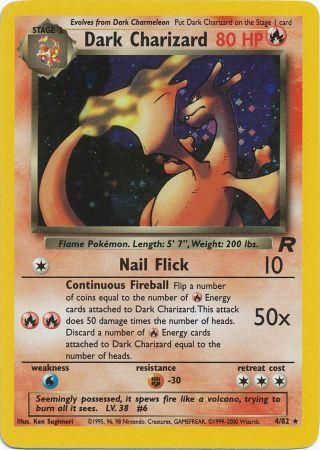 Evolves from Dark Charmeleon Put Dark Charizard on the Stage 1 card
STAGE 2
Dark Charizard 80 HP
Flame Pokémon. Length: 5' 7", Weight: 200 lbs.
R
Nail Flick 10
Continuous Fireball Flip a
number of coins equal to the number of Energy
cards attached to Dark Charizard. This attack
does 50 damage times the number of heads.
Discard a number of Energy cards
attached to Dark Charizard equal to the
number of heads.
50x
weakness resistance retreat cost
-30
Seemingly possessed, it spews fire like a volcano, trying to
burn all it sees. LV. 38 #6
Illus. Ken Sugimori ©1995, 96, 98 Nintendo, Creatures, GAMEFREAK. ©1999-2000 Wizards. 4/82 ★